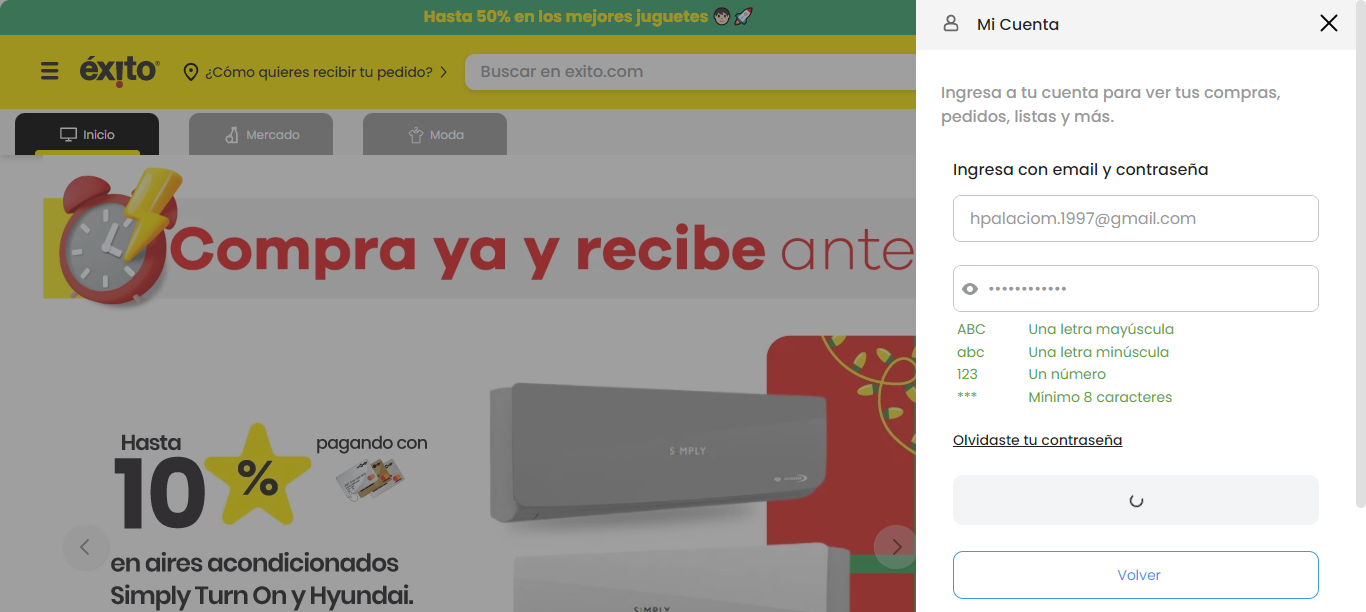 Hasta 50% en los mejores juguetes
Mi Cuenta
éxito
¿Cómo quieres recibir tu pedido?
Buscar en exito.com
Inicio
Mercado
Moda
Compra ya y recibe ante
Hasta
10%
pagando con
en aires acondicionados
Simply Turn On y Hyundai.
SIMPLY
SIMPLY
Ingresa a tu cuenta para ver tus compras,
pedidos, listas y más.
Ingresa con email y contraseña
hpalaciom.1997@gmail.com
••••••••••••
ABC Una letra mayúscula
abc Una letra minúscula
123 Un número
*** Mínimo 8 caracteres
Olvidaste tu contraseña
Volver